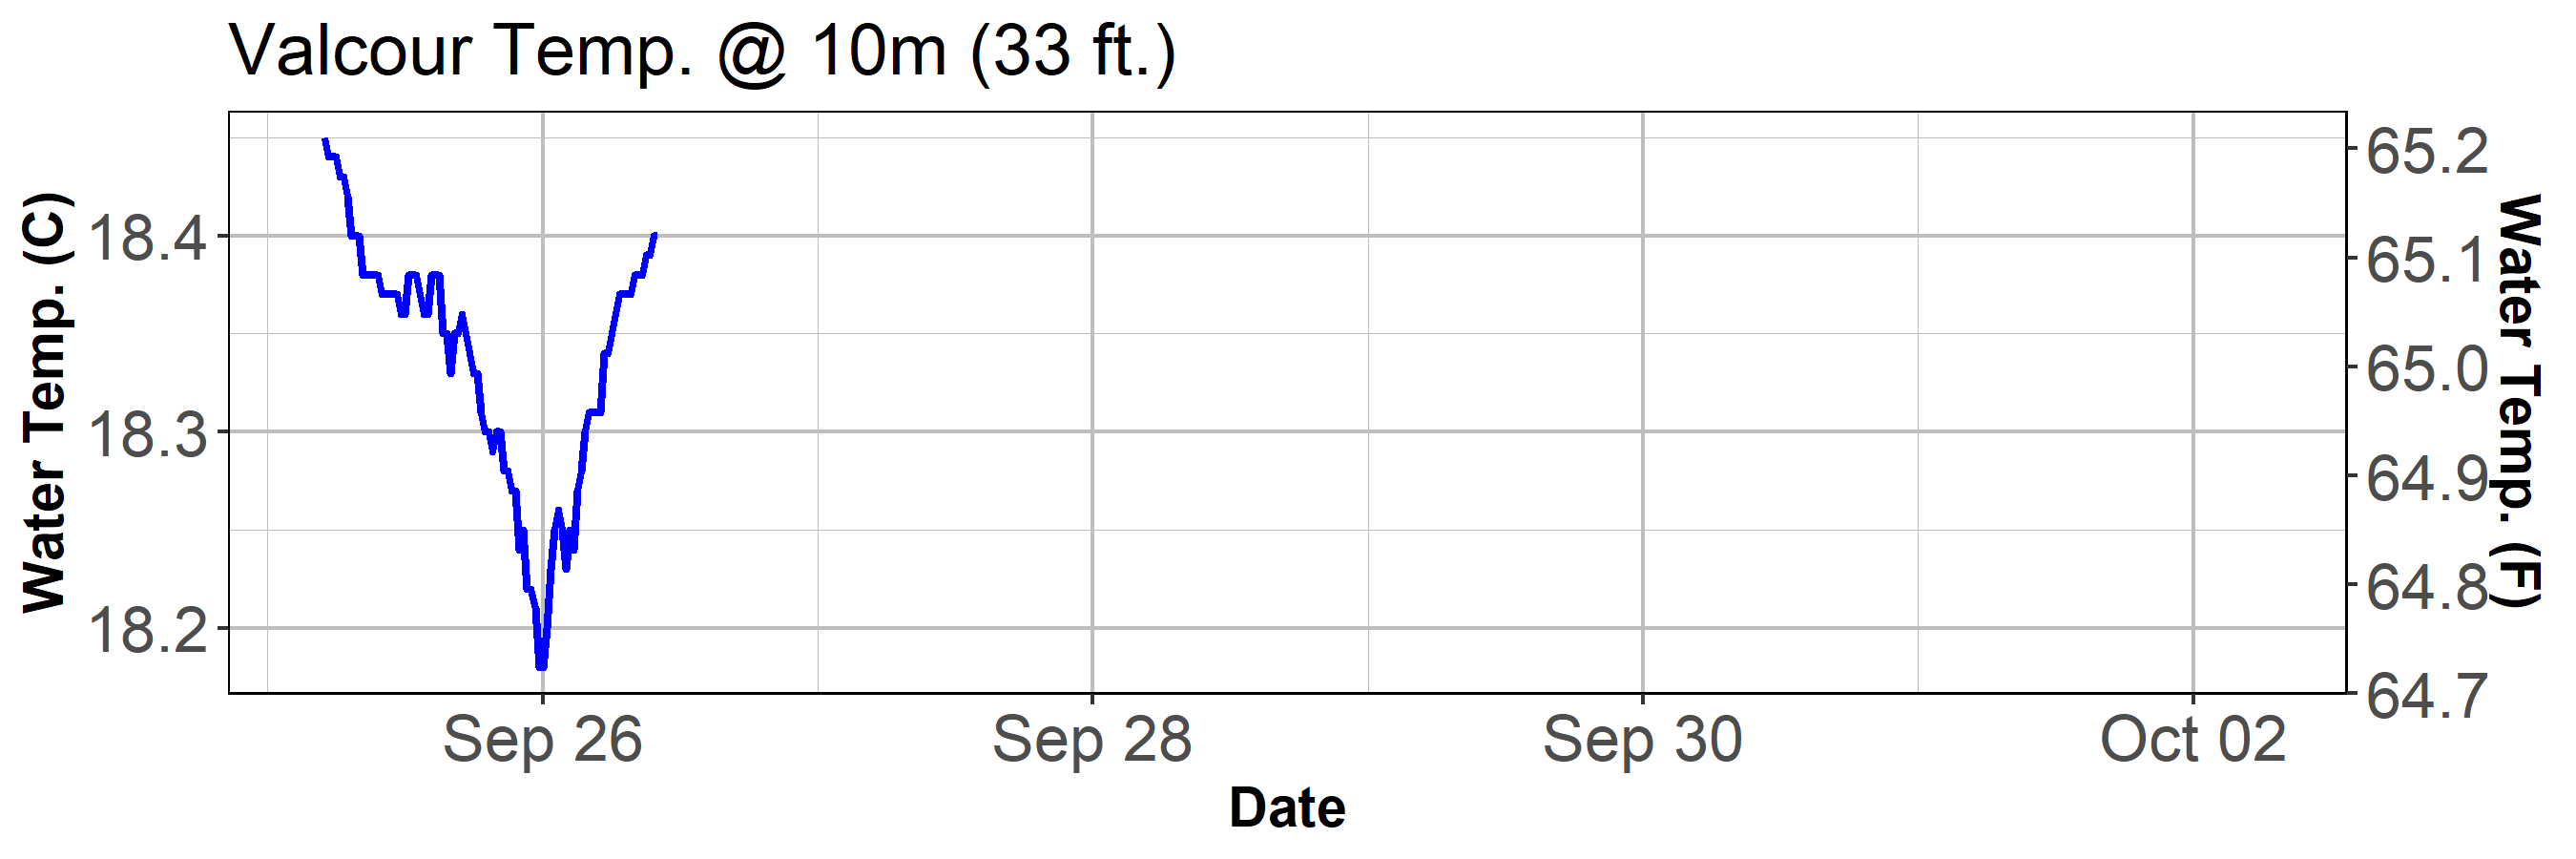 Valcour Temp. @ 10m (33 ft.)
Water Temp. (C)
18.4
18.3
18.2
65.2
65.1
65.0
64.9
64.8
64.7
Water Temp. (F)
Sep 26
Sep 28
Sep 30
Oct 02
Date